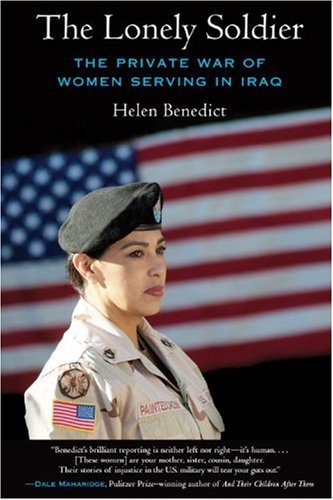 The Lonely Soldier
THE PRIVATE WAR OF
WOMEN SERVING IN IRAQ
Helen Benedict
“Benedict’s brilliant reporting is neither left nor right—it’s human. . . .
[These women] are your mother, sister, cousin, daughter.
Their stories of injustice in the U.S. military will tear your guts out.”
—DALE MAHARIDGE, Pulitzer Prize–winning author of And Their Children After Them